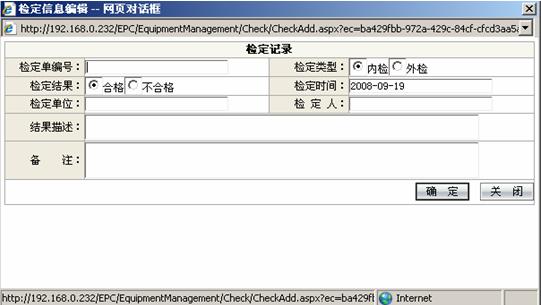 检定信息编辑 -- 网页对话框
http://192.168.0.232/EPC/EquipmentManagement/Check/CheckAdd.aspx?ec=ba429fbb-972a-429c-84cf-cfcd3aa5a
检定记录
检定单编号： 检定类型： 内检 外检
检定结果： 合格 不合格 检定时间： 2008-09-19
检定单位： 检 定 人：
结果描述：
备 注：
确 定 关 闭
http://192.168.0.232/EPC/EquipmentManagement/Check/CheckAdd.aspx?ec=ba429fb Internet